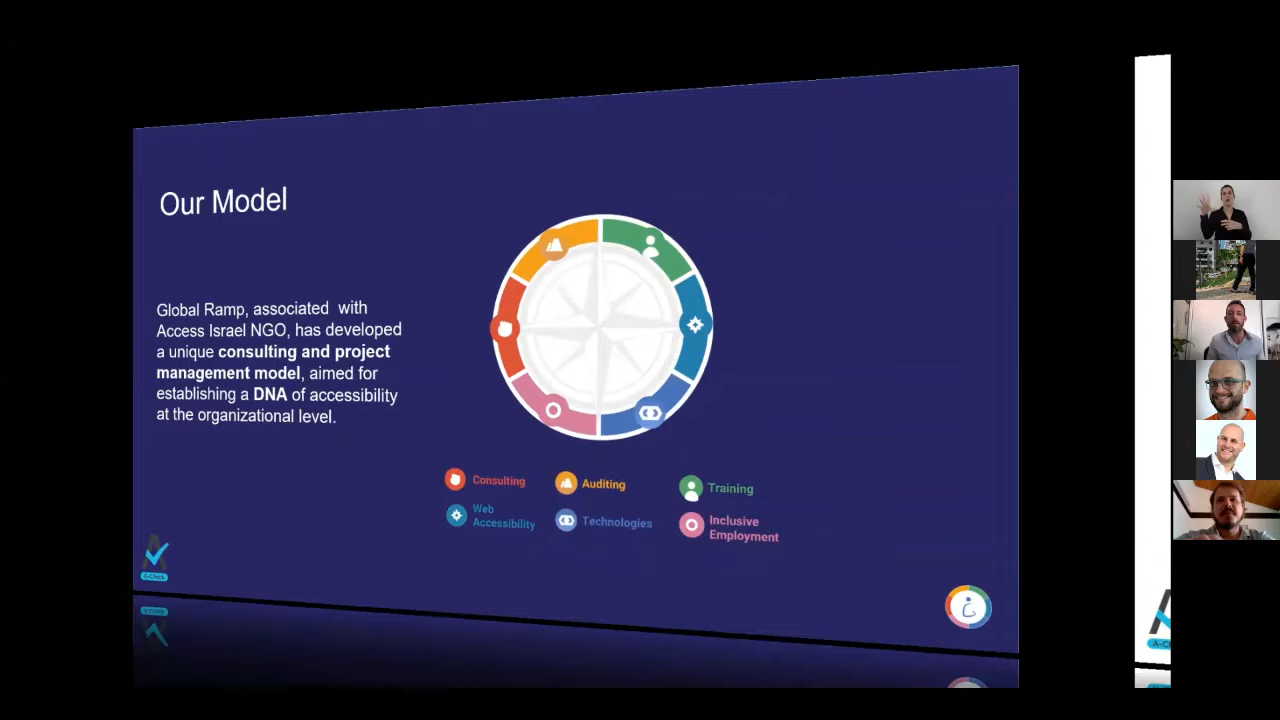 Our Model
Global Ramp, associated with
Access Israel NGO, has developed
a unique consulting and project
management model, aimed for
establishing a DNA of accessibility
at the organizational level.
Consulting
Auditing
Training
Web
Accessibility
Technologies
Inclusive
Employment
A-Check